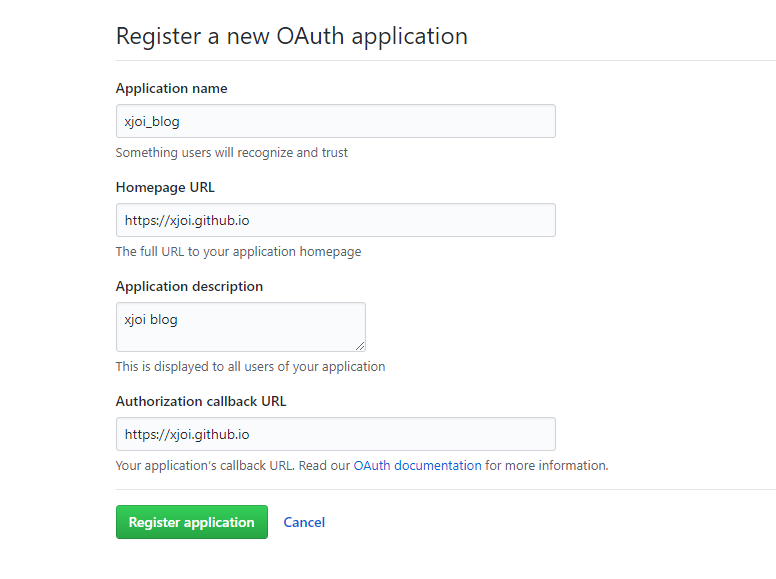 Register a new OAuth application
Application name
xjoi_blog
Something users will recognize and trust
Homepage URL
https://xjoi.github.io
The full URL to your application homepage
Application description
xjoi blog
This is displayed to all users of your application
Authorization callback URL
https://xjoi.github.io
Your application's callback URL. Read our OAuth documentation for more information.
Register application Cancel